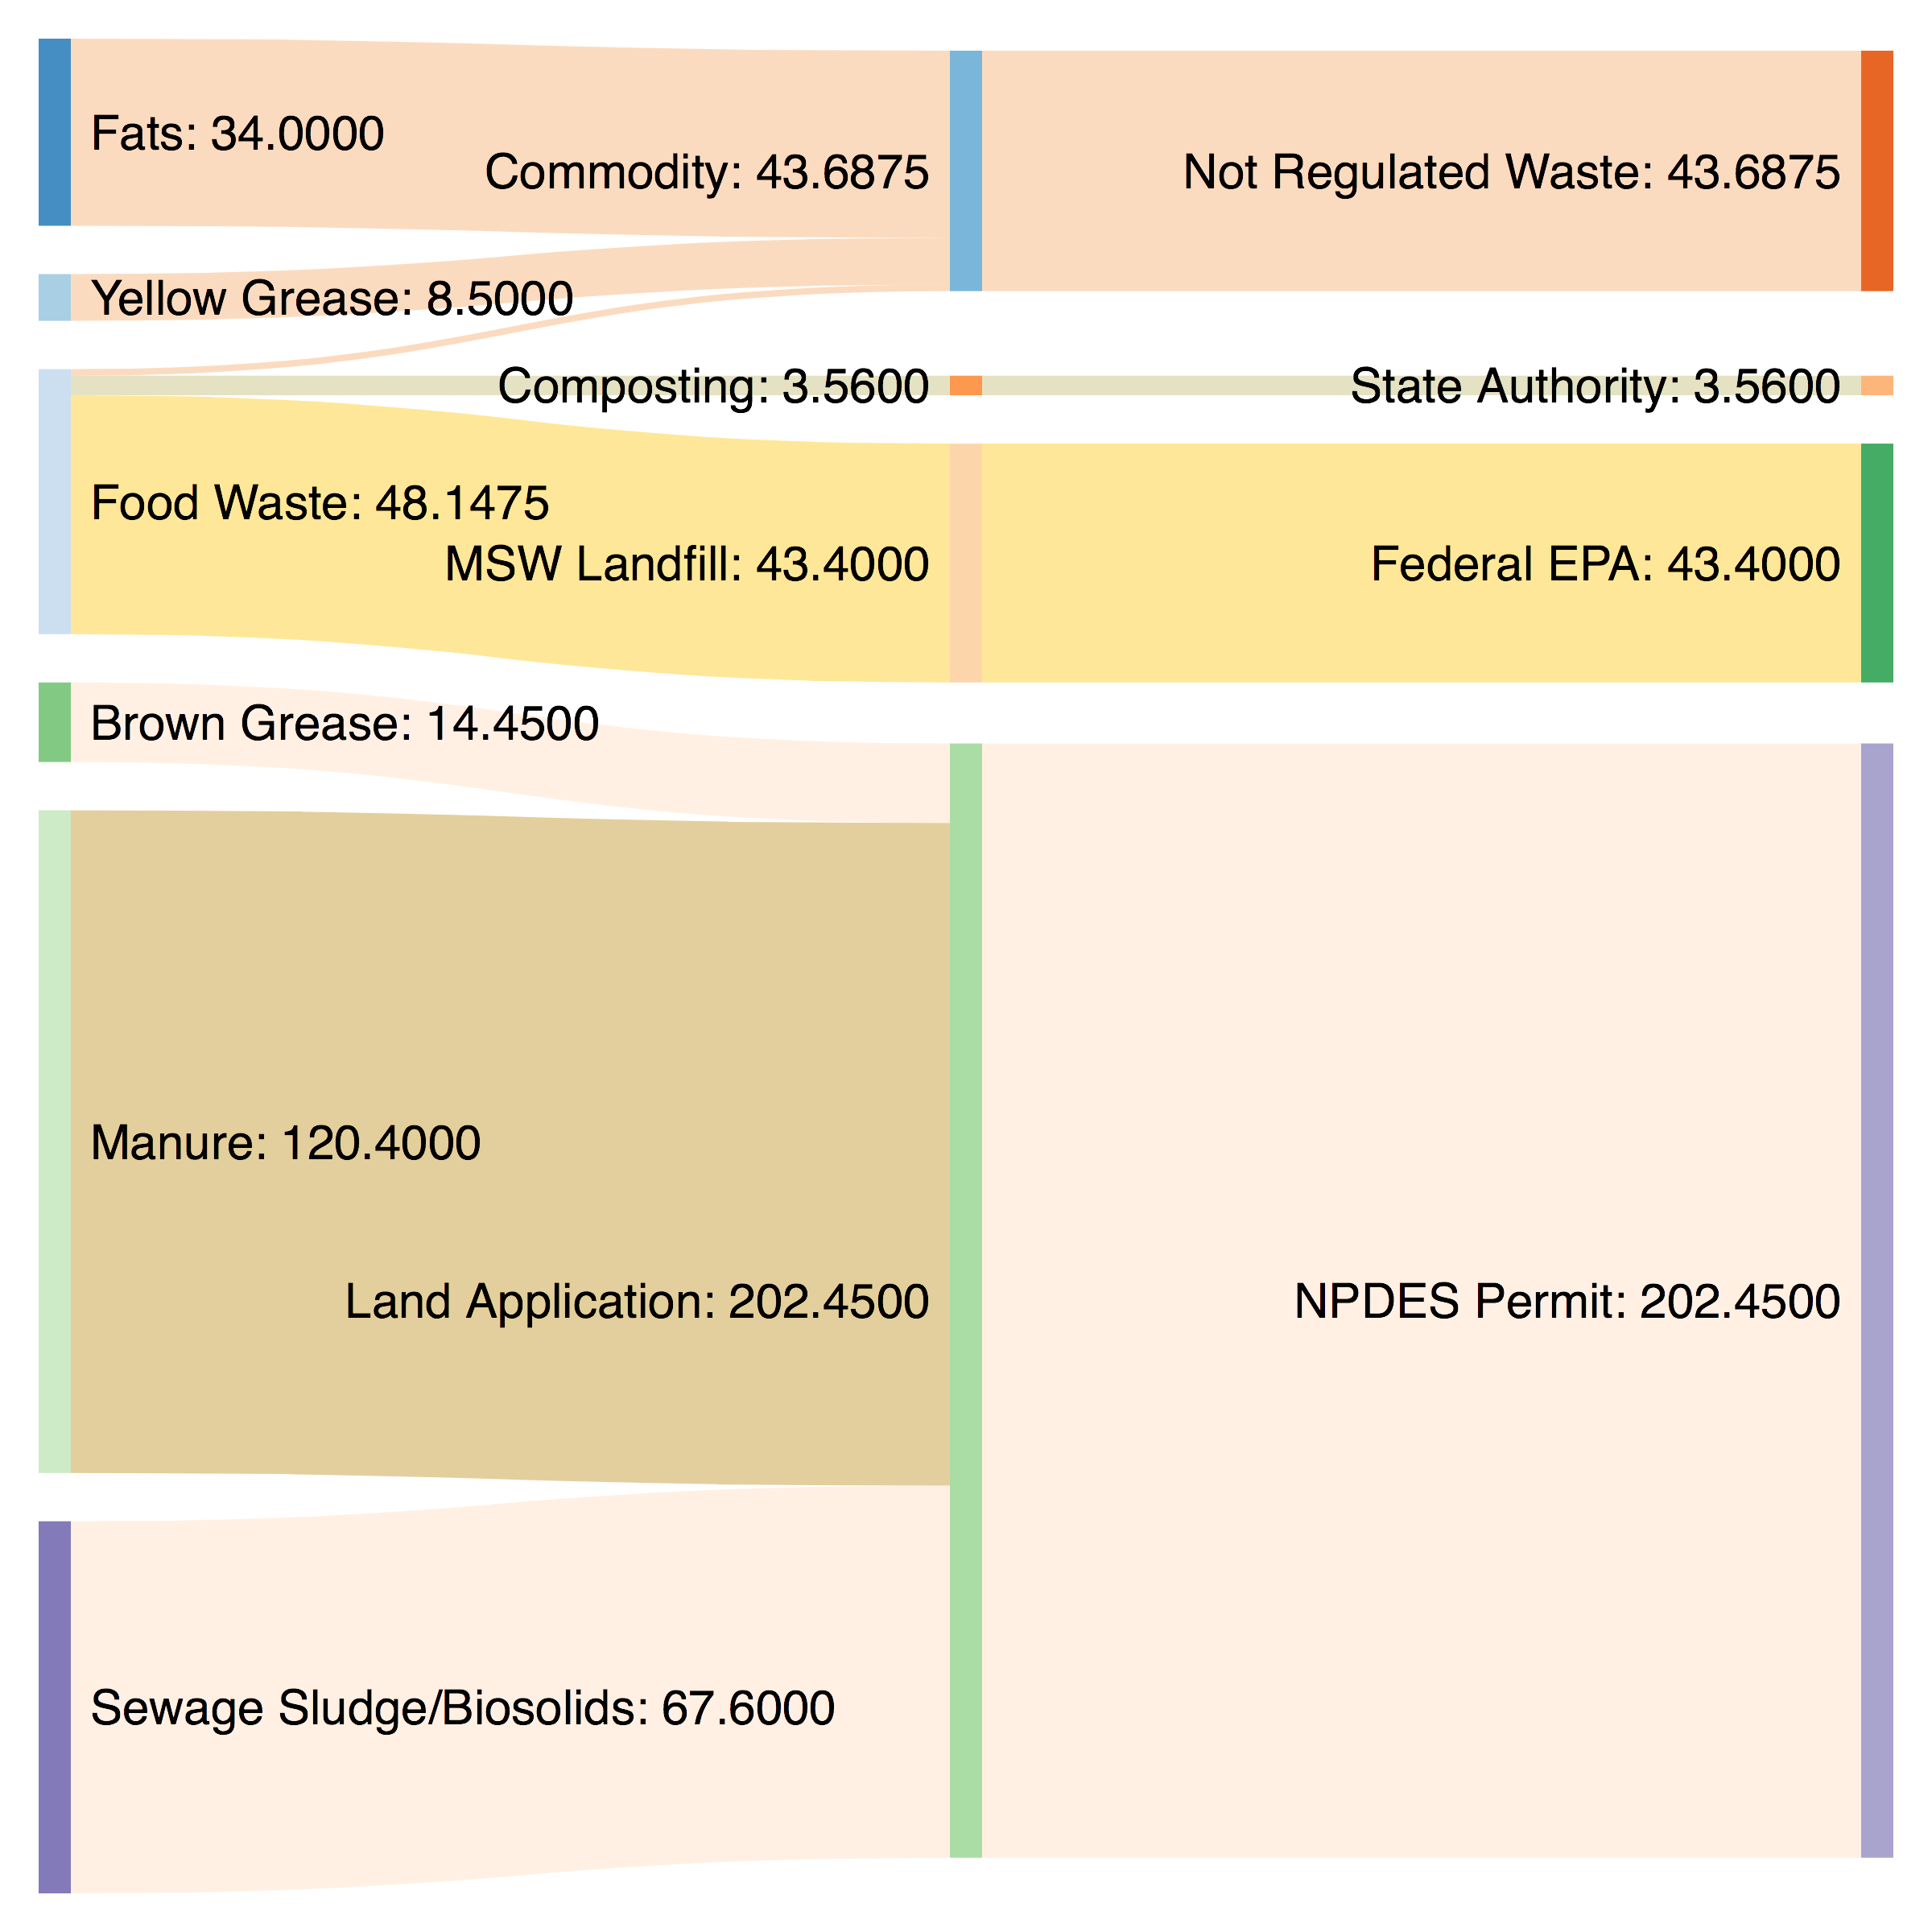 Fats: 34.0000
Commodity: 43.6875
Not Regulated Waste: 43.6875
Yellow Grease: 8.5000
Composting: 3.5600
State Authority: 3.5600
Food Waste: 48.1475
MSW Landfill: 43.4000
Federal EPA: 43.4000
Brown Grease: 14.4500
Manure: 120.4000
Land Application: 202.4500
NPDES Permit: 202.4500
Sewage Sludge/Biosolids: 67.6000